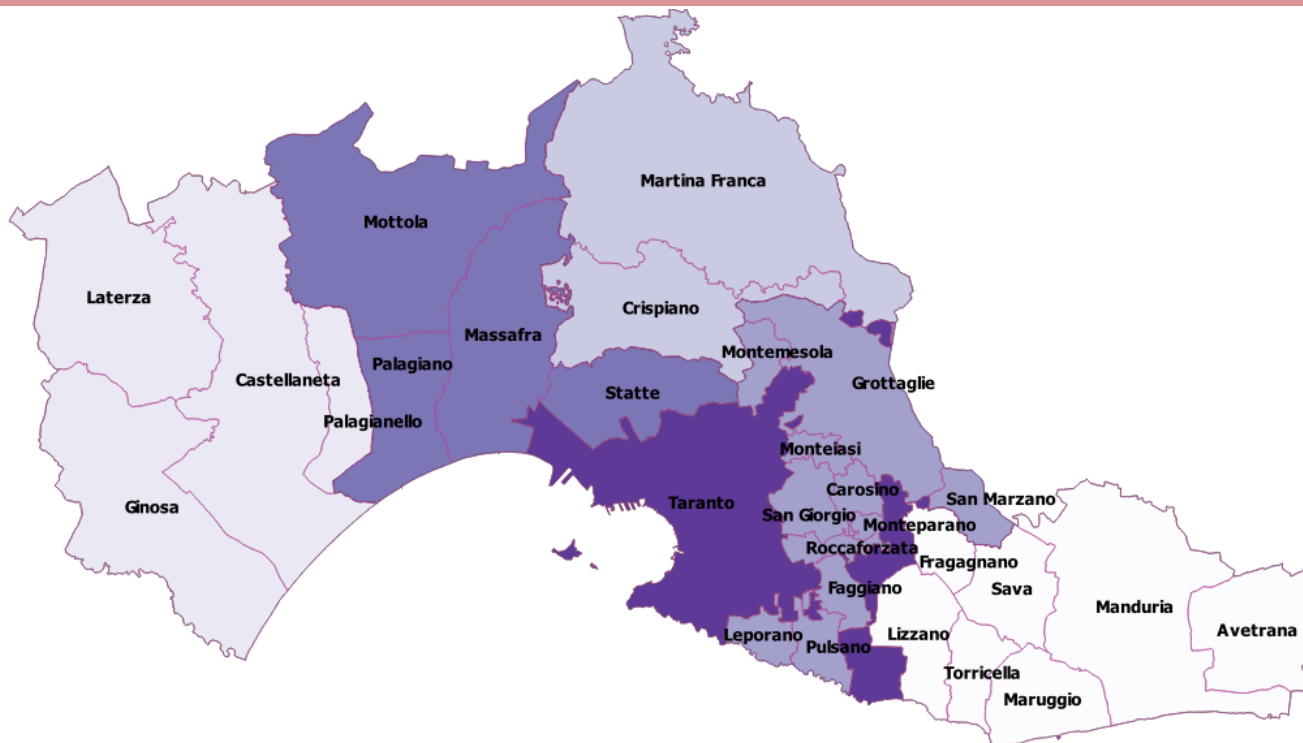 Martina Franca
Mottola
Laterza
Crispiano
Massafra
Montemesola
Palagiano
Castellaneta
Grottaglie
Statte
Palagianello
Monteiasi
Carosino
San Marzano
Taranto
Ginosa
San Giorgio
Monteparano
Roccaforzata
Fragagnano
Faggiano
Sava
Manduria
Avetrana
Leporano
Lizzano
Pulsano
Torricella
Maruggio